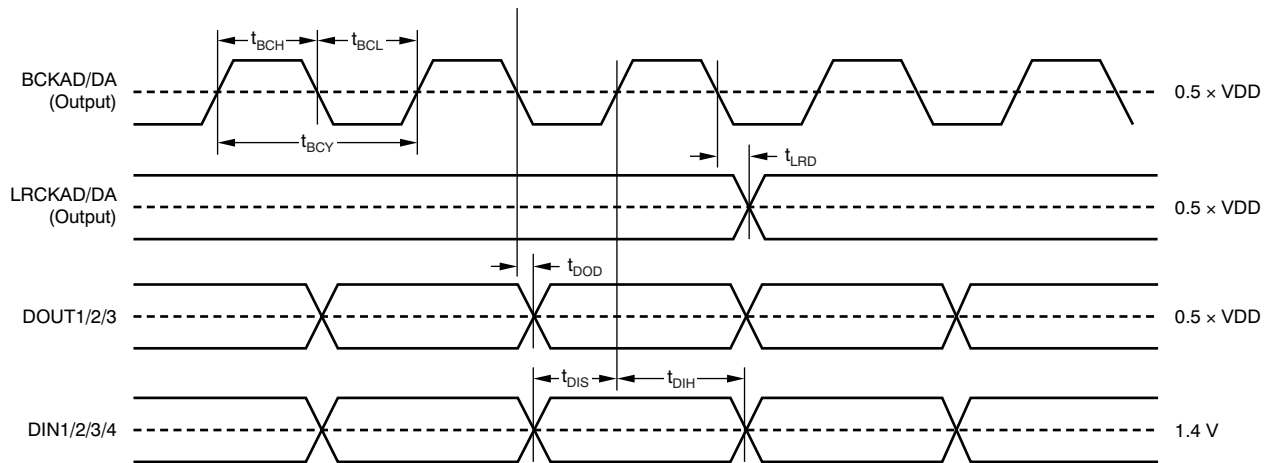 t_BCH
t_BCL
BCKAD/DA
(Output)
0.5 × VDD
t_BCY
t_LRD
LRCKAD/DA
(Output)
0.5 × VDD
t_DOD
DOUT1/2/3
0.5 × VDD
t_DIS
t_DIH
DIN1/2/3/4
1.4 V